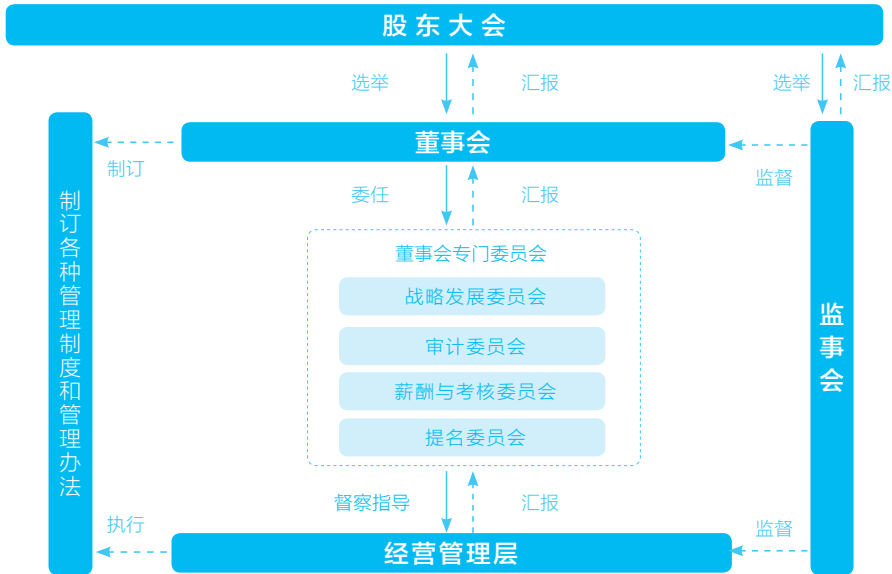 股东大会
选举
汇报
选举
汇报
董事会
制订
监督
委任
汇报
制订各种管理制度和管理办法
董事会专门委员会
战略发展委员会
审计委员会
薪酬与考核委员会
提名委员会
监事会
督察指导
汇报
执行
监督
经营管理层